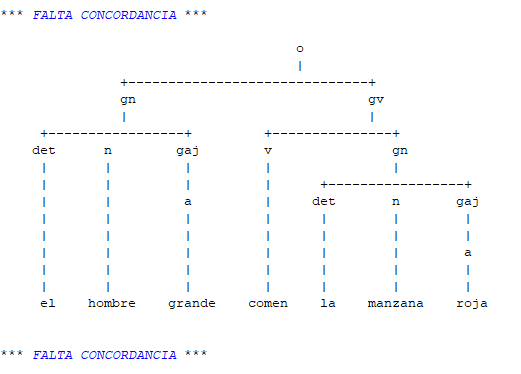 *** FALTA CONCORDANCIA ***
o
gn gv
det n gaj v gn
a det n gaj
a
el hombre grande comen la manzana roja
*** FALTA CONCORDANCIA ***